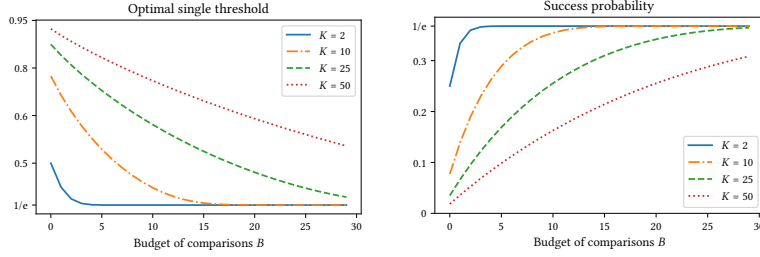 Optimal single threshold
0.95
0.8
0.6
0.5
1/e
K = 2
K = 10
K = 25
K = 50
0 5 10 15 20 25 30
Budget of comparisons B
Success probability
1/e
0.3
0.2
0.1
0
K = 2
K = 10
K = 25
K = 50
0 5 10 15 20 25 30
Budget of comparisons B